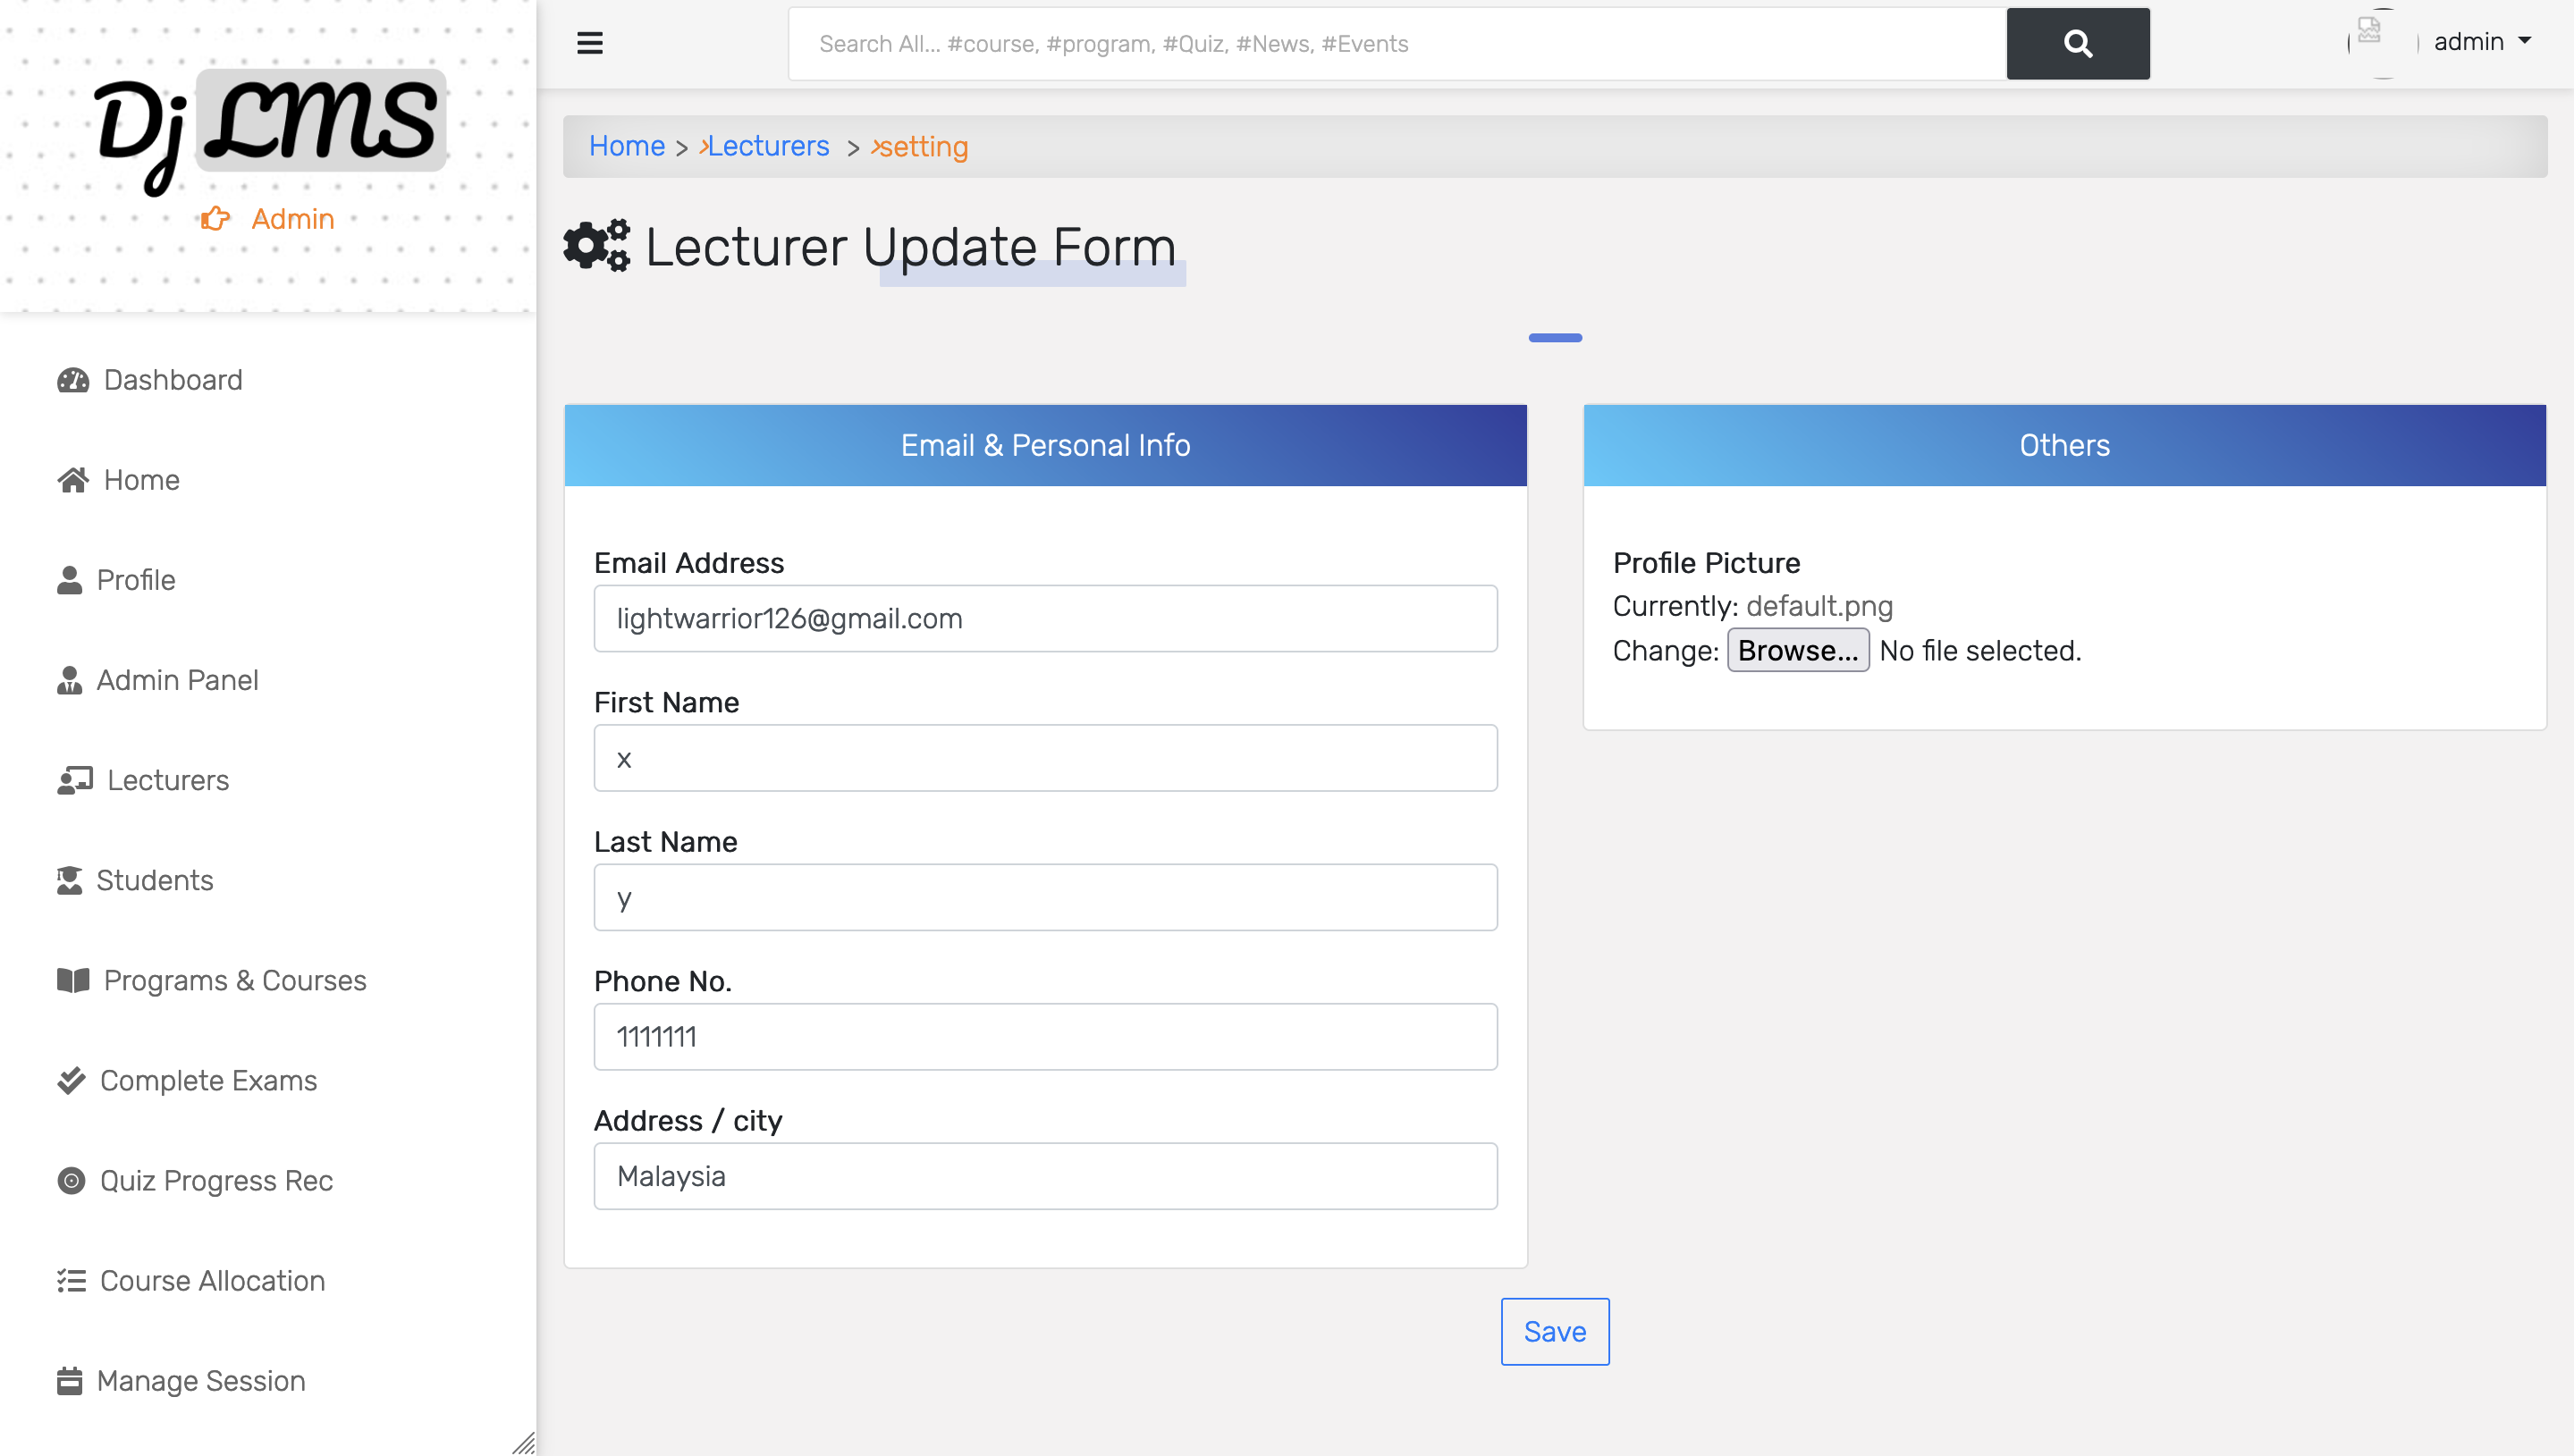 Dj LMS
Admin
Dashboard
Home
Profile
Admin Panel
Lecturers
Students
Programs & Courses
Complete Exams
Quiz Progress Rec
Course Allocation
Manage Session
Search All... #course, #program, #Quiz, #News, #Events
admin
Home > Lecturers > setting
Lecturer Update Form
Email & Personal Info
Email Address
lightwarrior126@gmail.com
First Name
x
Last Name
y
Phone No.
1111111
Address / city
Malaysia
Others
Profile Picture
Currently: default.png
Change: Browse... No file selected.
Save